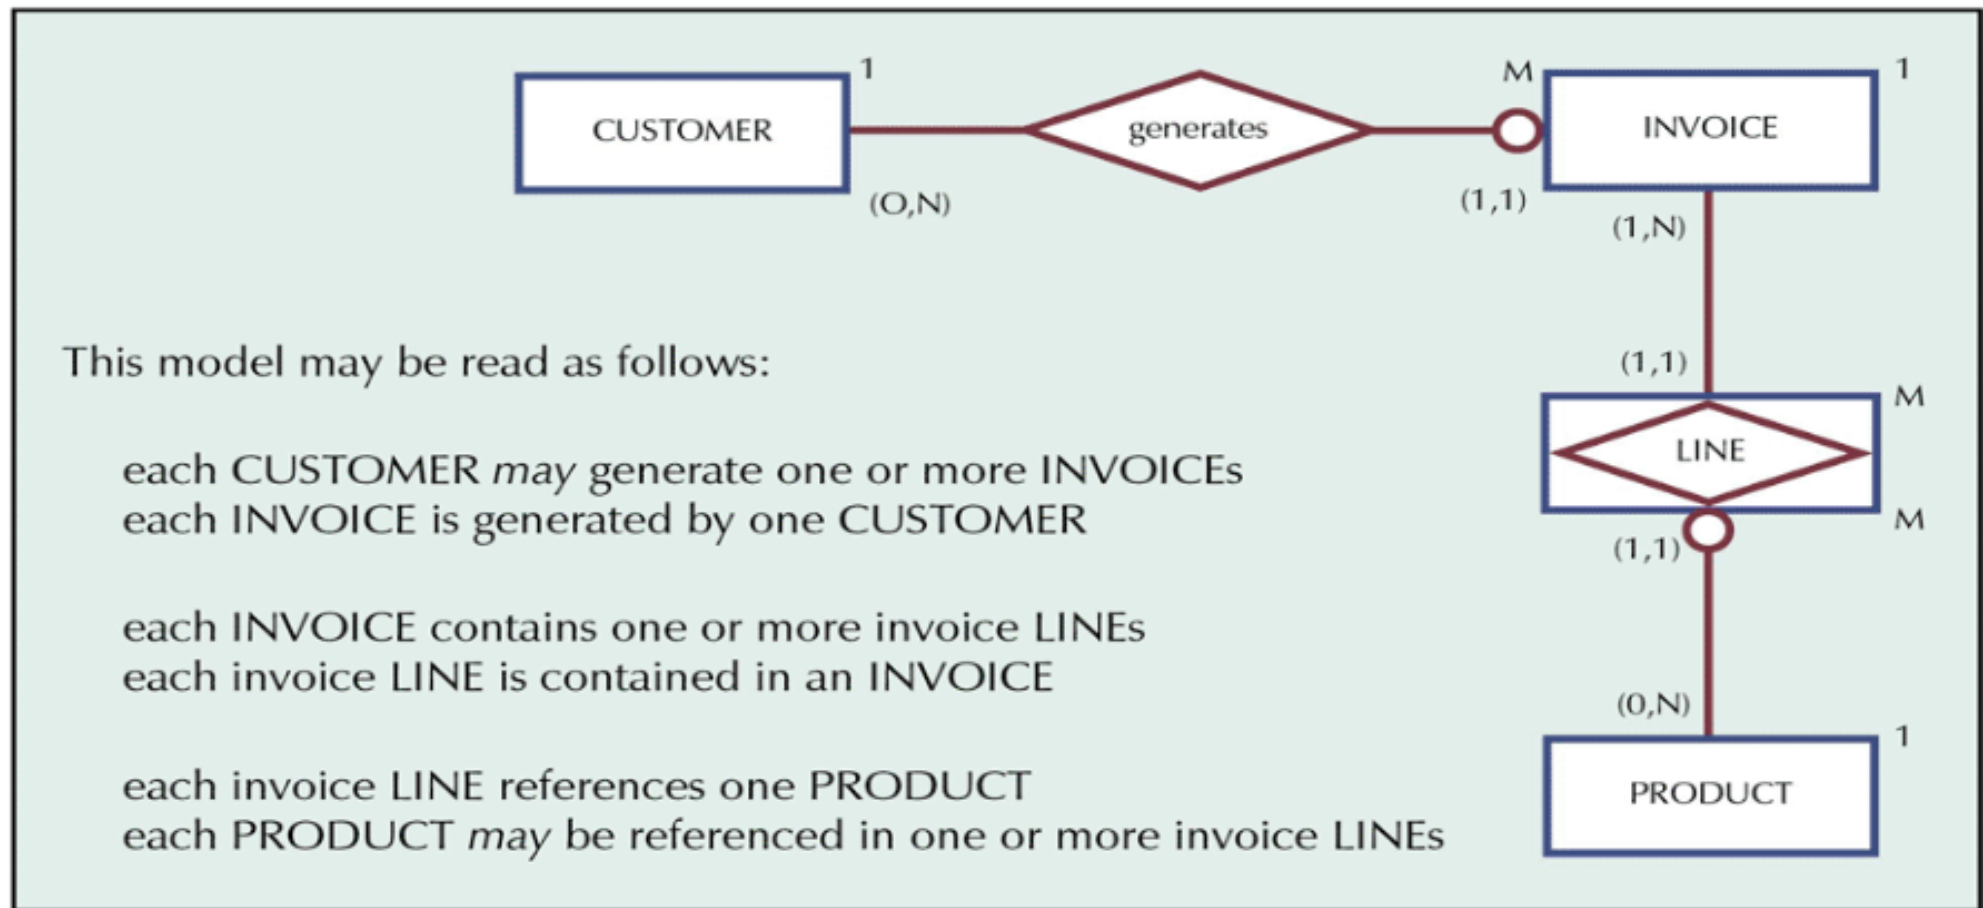 1
M
1
CUSTOMER
generates
INVOICE
(O,N)
(1,1)
(1,N)
This model may be read as follows:
(1,1)
M
each CUSTOMER may generate one or more INVOICEs
LINE
each INVOICE is generated by one CUSTOMER
M
(1,1)
each INVOICE contains one or more invoice LINEs
each invoice LINE is contained in an INVOICE
(0,N)
1
each invoice LINE references one PRODUCT
PRODUCT
each PRODUCT may be referenced in one or more invoice LINEs